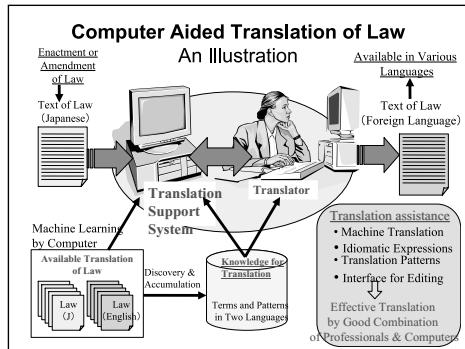 Computer Aided Translation of Law
An Illustration
Enactment or
Amendment
of Law
Text of Law
(Japanese)
Available in Various
Languages
Text of Law
(Foreign Language)
Translation
Support
System
Translator
Machine Learning
by Computer
Available Translation
of Law
Law
(J)
Law
(English)
Discovery &
Accumulation
Knowledge for
Translation
Terms and Patterns
in Two Languages
Translation assistance
• Machine Translation
• Idiomatic Expressions
• Translation Patterns
• Interface for Editing
Effective Translation
by Good Combination
of Professionals & Computers